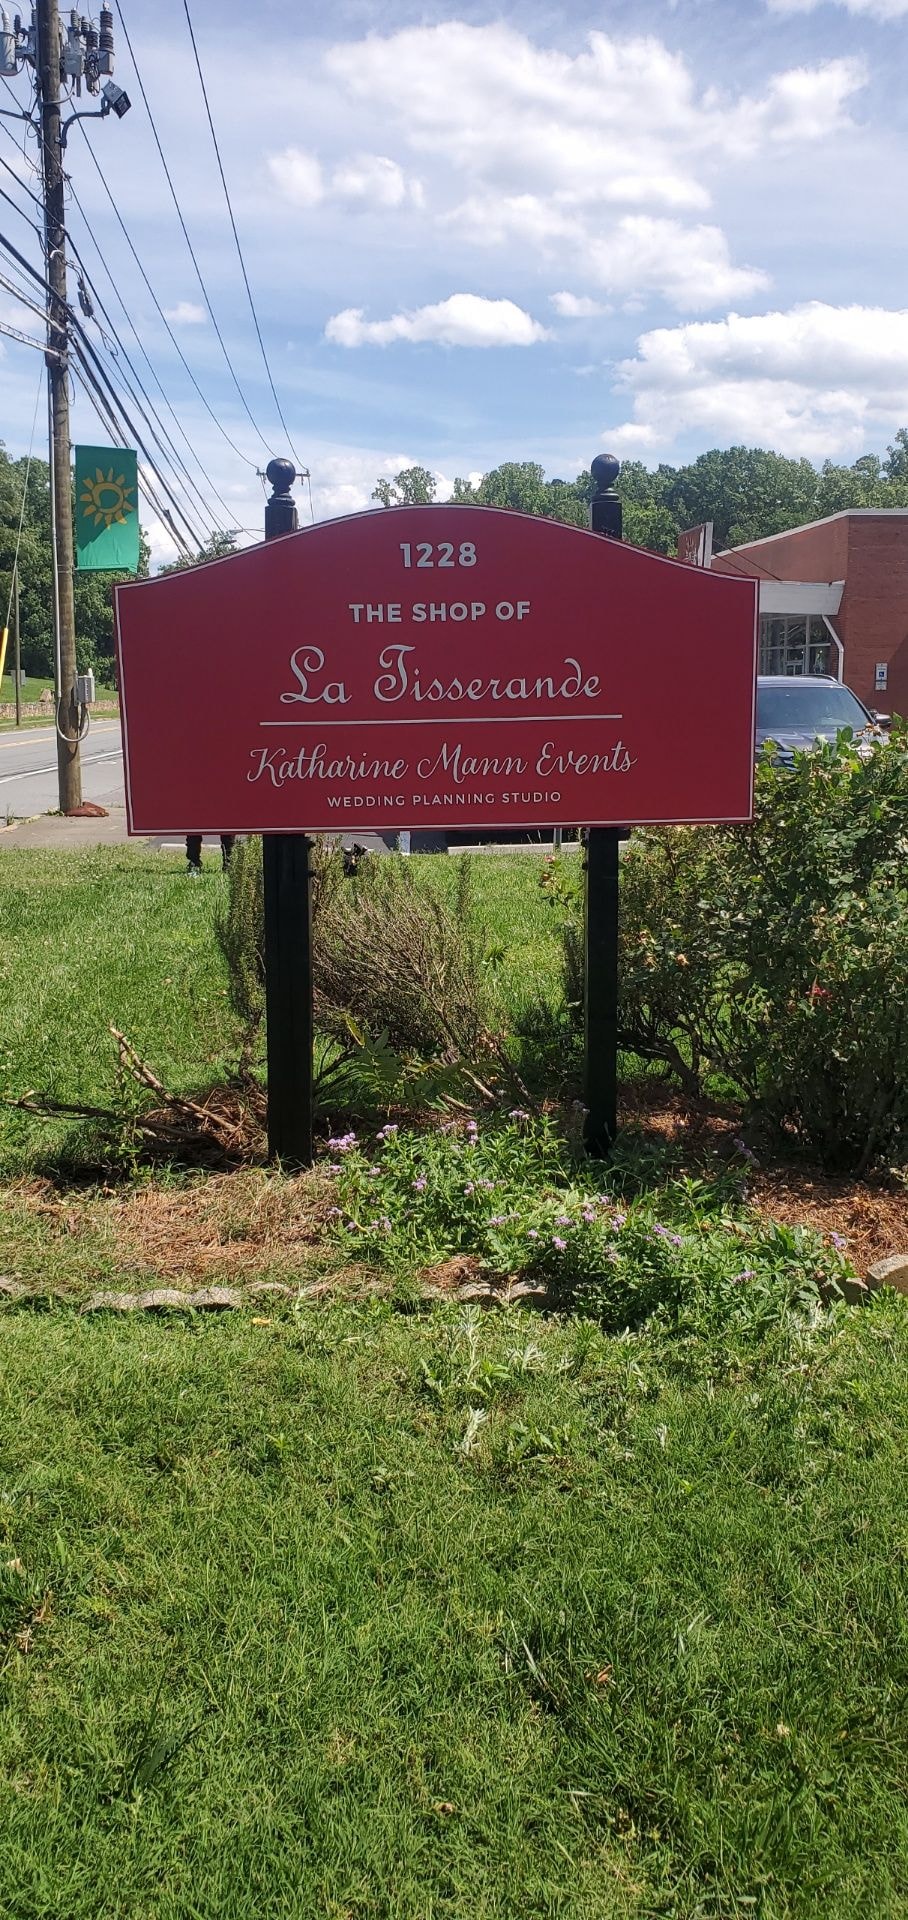 1228
THE SHOP OF
La Tisserande
Katharine Mann Events
WEDDING PLANNING STUDIO